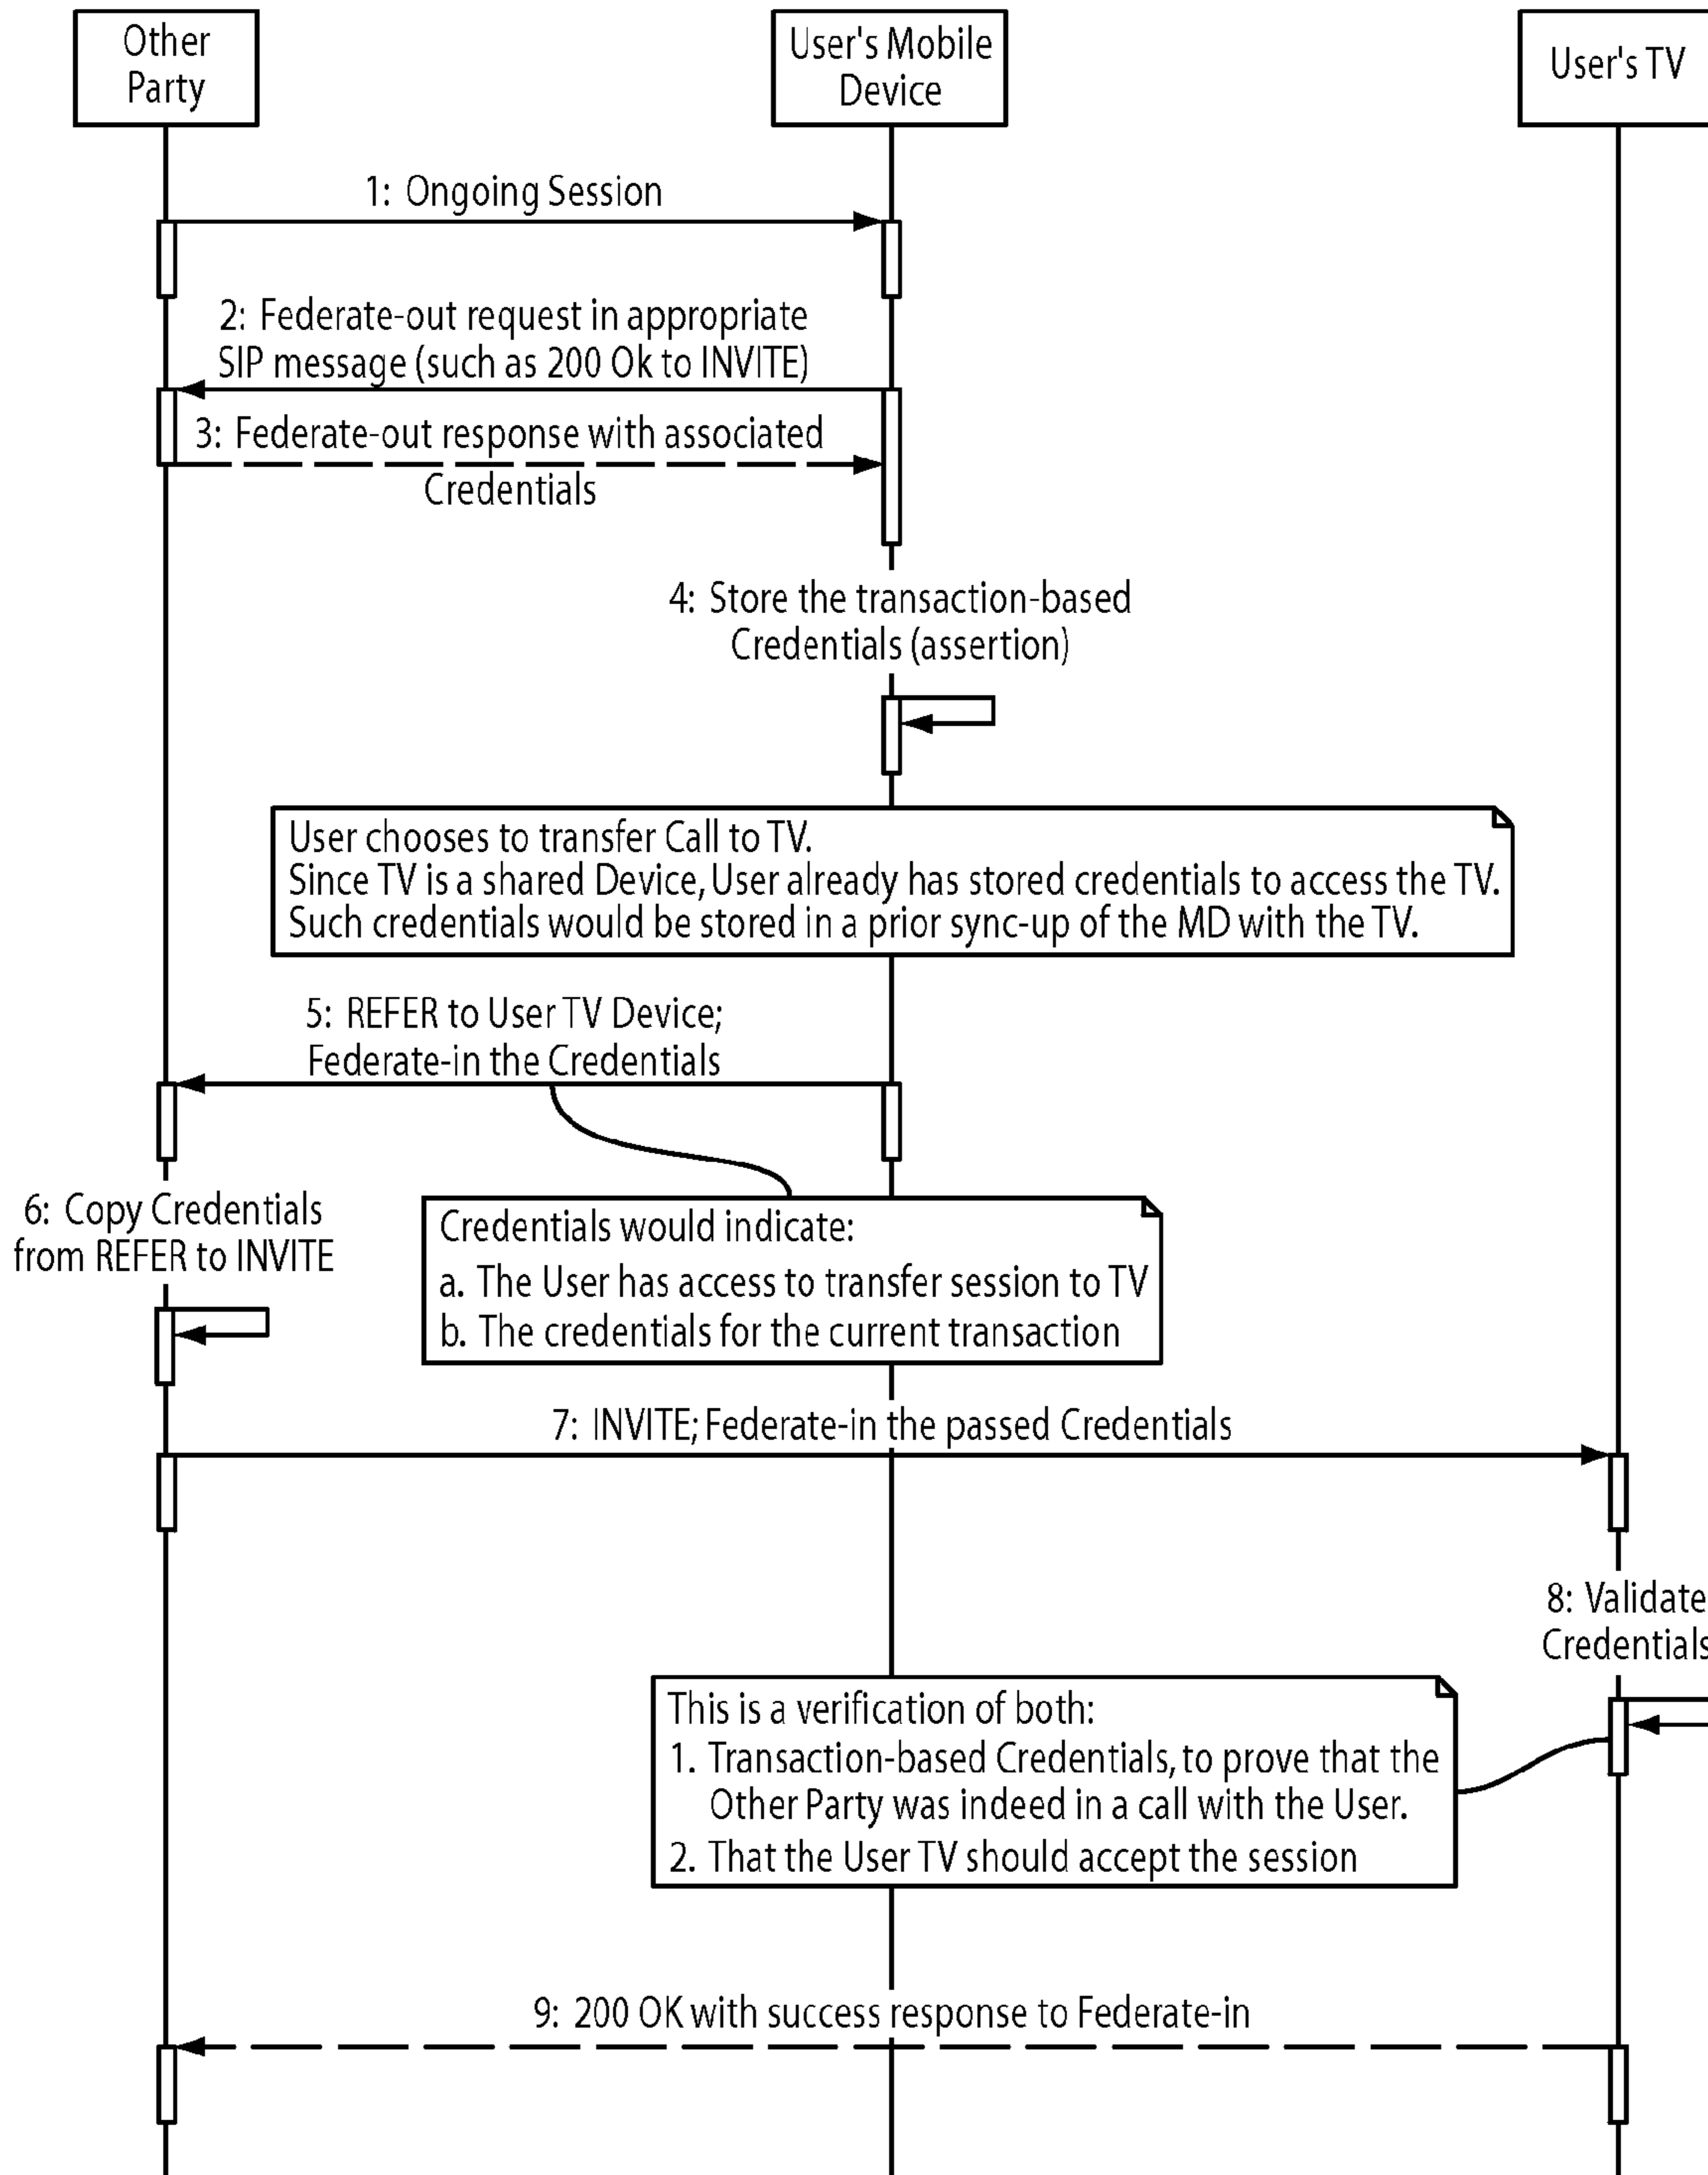 Other
Party
User's Mobile
Device
User's TV
1: Ongoing Session
2: Federate-out request in appropriate
SIP message (such as 200 Ok to INVITE)
3: Federate-out response with associated
Credentials
4: Store the transaction-based
Credentials (assertion)
User chooses to transfer Call to TV.
Since TV is a shared Device, User already has stored credentials to access the TV.
Such credentials would be stored in a prior sync-up of the MD with the TV.
5: REFER to User TV Device;
Federate-in the Credentials
6: Copy Credentials
from REFER to INVITE
Credentials would indicate:
a. The User has access to transfer session to TV
b. The credentials for the current transaction
7: INVITE; Federate-in the passed Credentials
8: Validate
Credentials
This is a verification of both:
1. Transaction-based Credentials, to prove that the
Other Party was indeed in a call with the User.
2. That the User TV should accept the session
9: 200 OK with success response to Federate-in